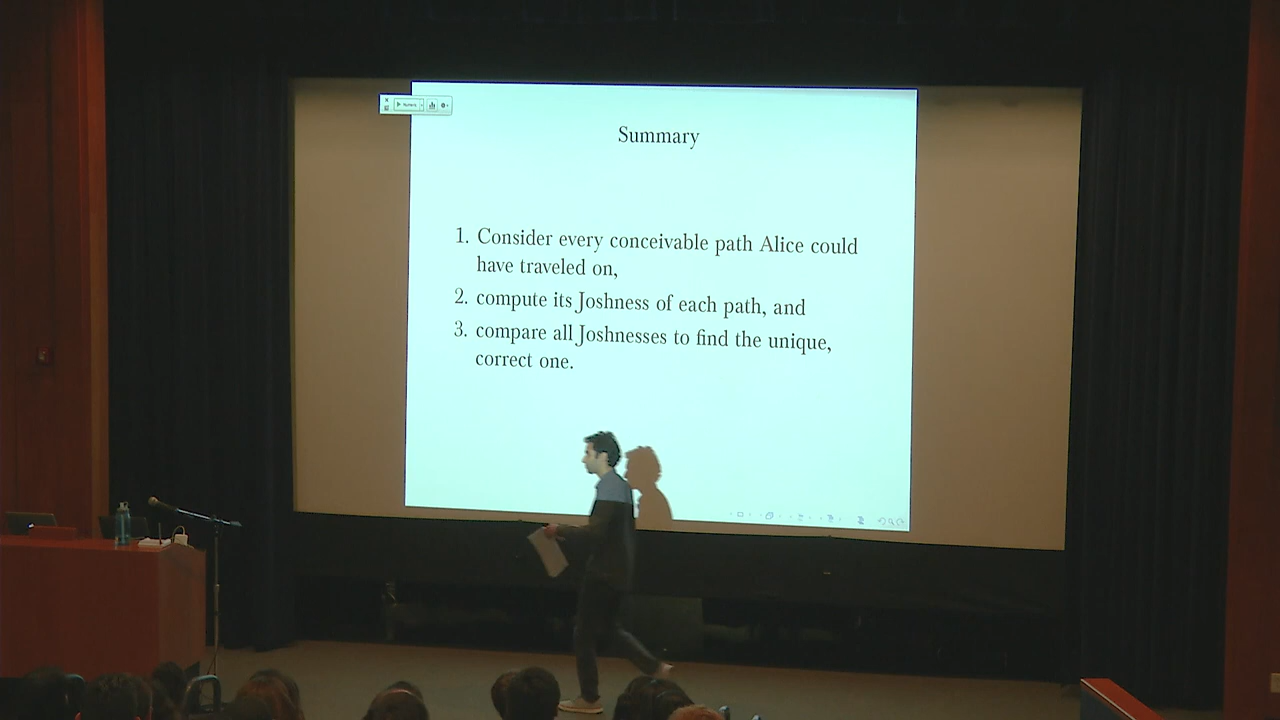 Summary
1. Consider every conceivable path Alice could
have traveled on,
2. compute its Joshness of each path, and
3. compare all Joshnesses to find the unique,
correct one.